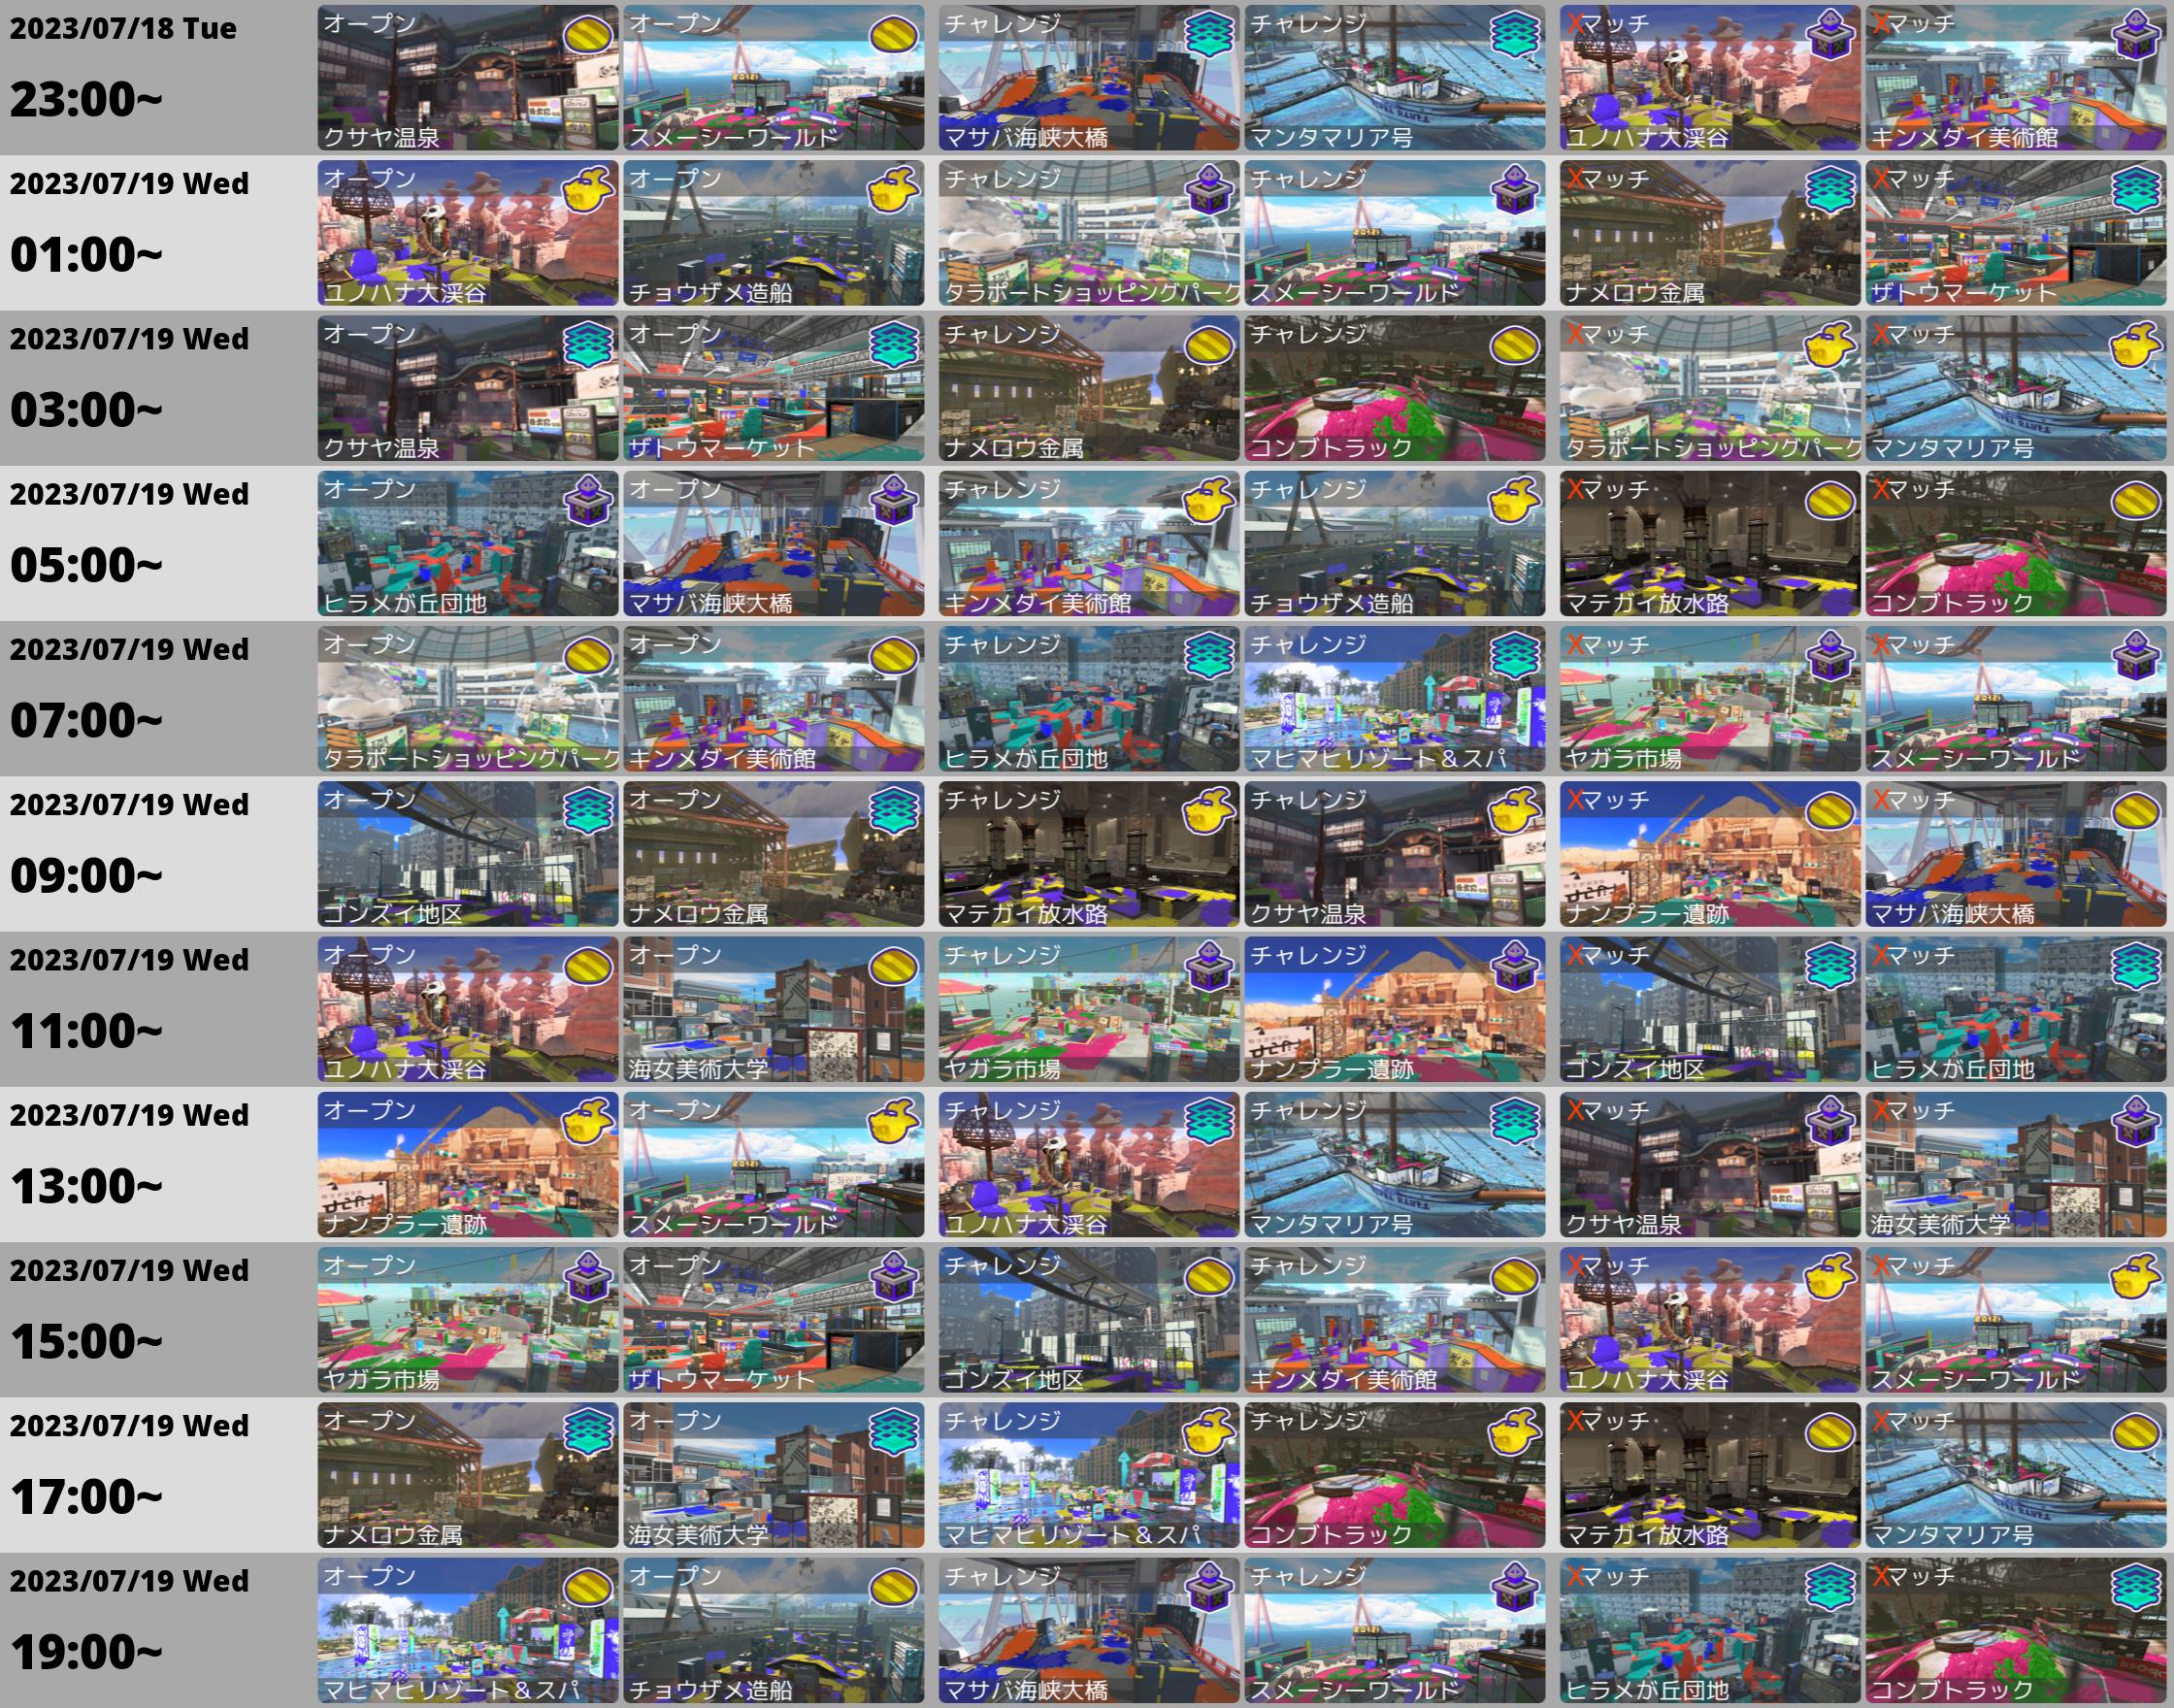 2023/07/18 Tue
23:00~
オープン オープン チャレンジ チャレンジ Xマッチ Xマッチ
クサヤ温泉 スメーシーワールド マサバ海峡大橋 マンタマリア号 ユノハナ大渓谷 キンメダイ美術館
2023/07/19 Wed
01:00~
オープン オープン チャレンジ チャレンジ Xマッチ Xマッチ
ユノハナ大渓谷 チョウザメ造船 タラポートショッピングパーク スメーシーワールド ナメロウ金属 ザトウマーケット
2023/07/19 Wed
03:00~
オープン オープン チャレンジ チャレンジ Xマッチ Xマッチ
クサヤ温泉 ザトウマーケット ナメロウ金属 コンブトラック タラポートショッピングパーク マンタマリア号
2023/07/19 Wed
05:00~
オープン オープン チャレンジ チャレンジ Xマッチ Xマッチ
ヒラメが丘団地 マサバ海峡大橋 キンメダイ美術館 チョウザメ造船 マテガイ放水路 コンブトラック
2023/07/19 Wed
07:00~
オープン オープン チャレンジ チャレンジ Xマッチ Xマッチ
タラポートショッピングパーク キンメダイ美術館 ヒラメが丘団地 マヒマヒリゾート＆スパ ヤガラ市場 スメーシーワールド
2023/07/19 Wed
09:00~
オープン オープン チャレンジ チャレンジ Xマッチ Xマッチ
ゴンズイ地区 ナメロウ金属 マテガイ放水路 クサヤ温泉 ナンプラー遺跡 マサバ海峡大橋
2023/07/19 Wed
11:00~
オープン オープン チャレンジ チャレンジ Xマッチ Xマッチ
ユノハナ大渓谷 海女美術大学 ヤガラ市場 ナンプラー遺跡 ゴンズイ地区 ヒラメが丘団地
2023/07/19 Wed
13:00~
オープン オープン チャレンジ チャレンジ Xマッチ Xマッチ
ナンプラー遺跡 スメーシーワールド ユノハナ大渓谷 マンタマリア号 クサヤ温泉 海女美術大学
2023/07/19 Wed
15:00~
オープン オープン チャレンジ チャレンジ Xマッチ Xマッチ
ヤガラ市場 ザトウマーケット ゴンズイ地区 キンメダイ美術館 ユノハナ大渓谷 スメーシーワールド
2023/07/19 Wed
17:00~
オープン オープン チャレンジ チャレンジ Xマッチ Xマッチ
ナメロウ金属 海女美術大学 マヒマヒリゾート＆スパ コンブトラック マテガイ放水路 マンタマリア号
2023/07/19 Wed
19:00~
オープン オープン チャレンジ チャレンジ Xマッチ Xマッチ
マヒマヒリゾート＆スパ チョウザメ造船 マサバ海峡大橋 スメーシーワールド ヒラメが丘団地 コンブトラック